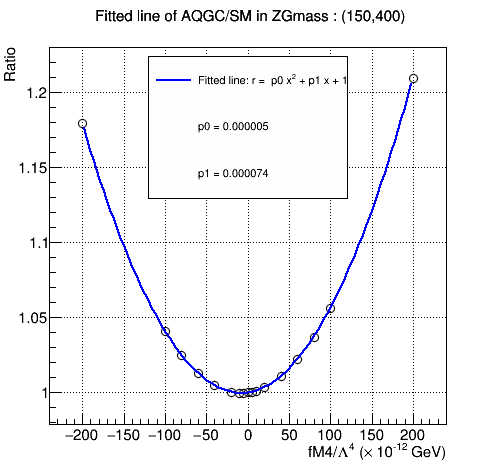 Fitted line of AQGC/SM in ZGmass : (150,400)
Ratio
Fitted line: r = p0 x² + p1 x + 1
p0 = 0.000005
p1 = 0.000074
1.2
1.15
1.1
1.05
1
−200 −150 −100 −50 0 50 100 150 200
fM4/Λ⁴ (× 10⁻¹² GeV)